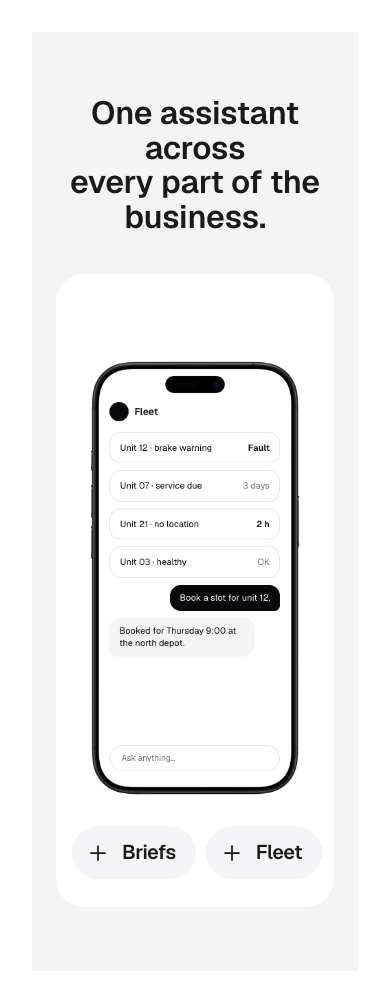 One assistant
across
every part of the
business.
Fleet
Unit 12 · brake warning Fault
Unit 07 · service due 3 days
Unit 21 · no location 2 h
Unit 03 · healthy OK
Book a slot for unit 12.
Booked for Thursday 9:00 at
the north depot.
Ask anything...
+ Briefs + Fleet